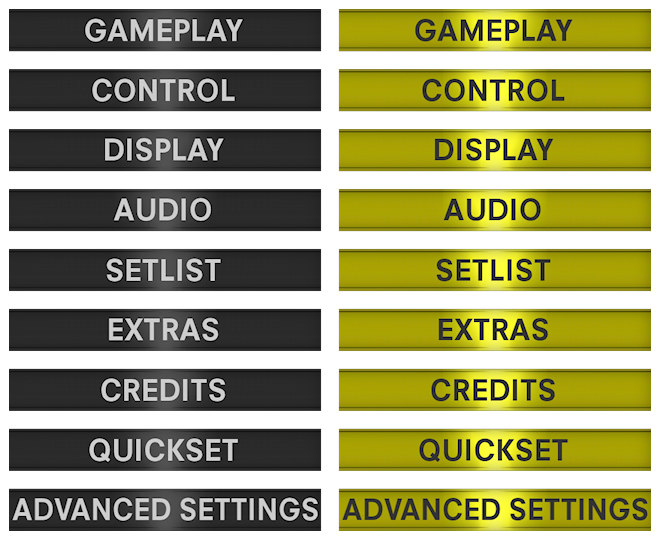 GAMEPLAY GAMEPLAY
CONTROL CONTROL
DISPLAY DISPLAY
AUDIO AUDIO
SETLIST SETLIST
EXTRAS EXTRAS
CREDITS CREDITS
QUICKSET QUICKSET
ADVANCED SETTINGS ADVANCED SETTINGS